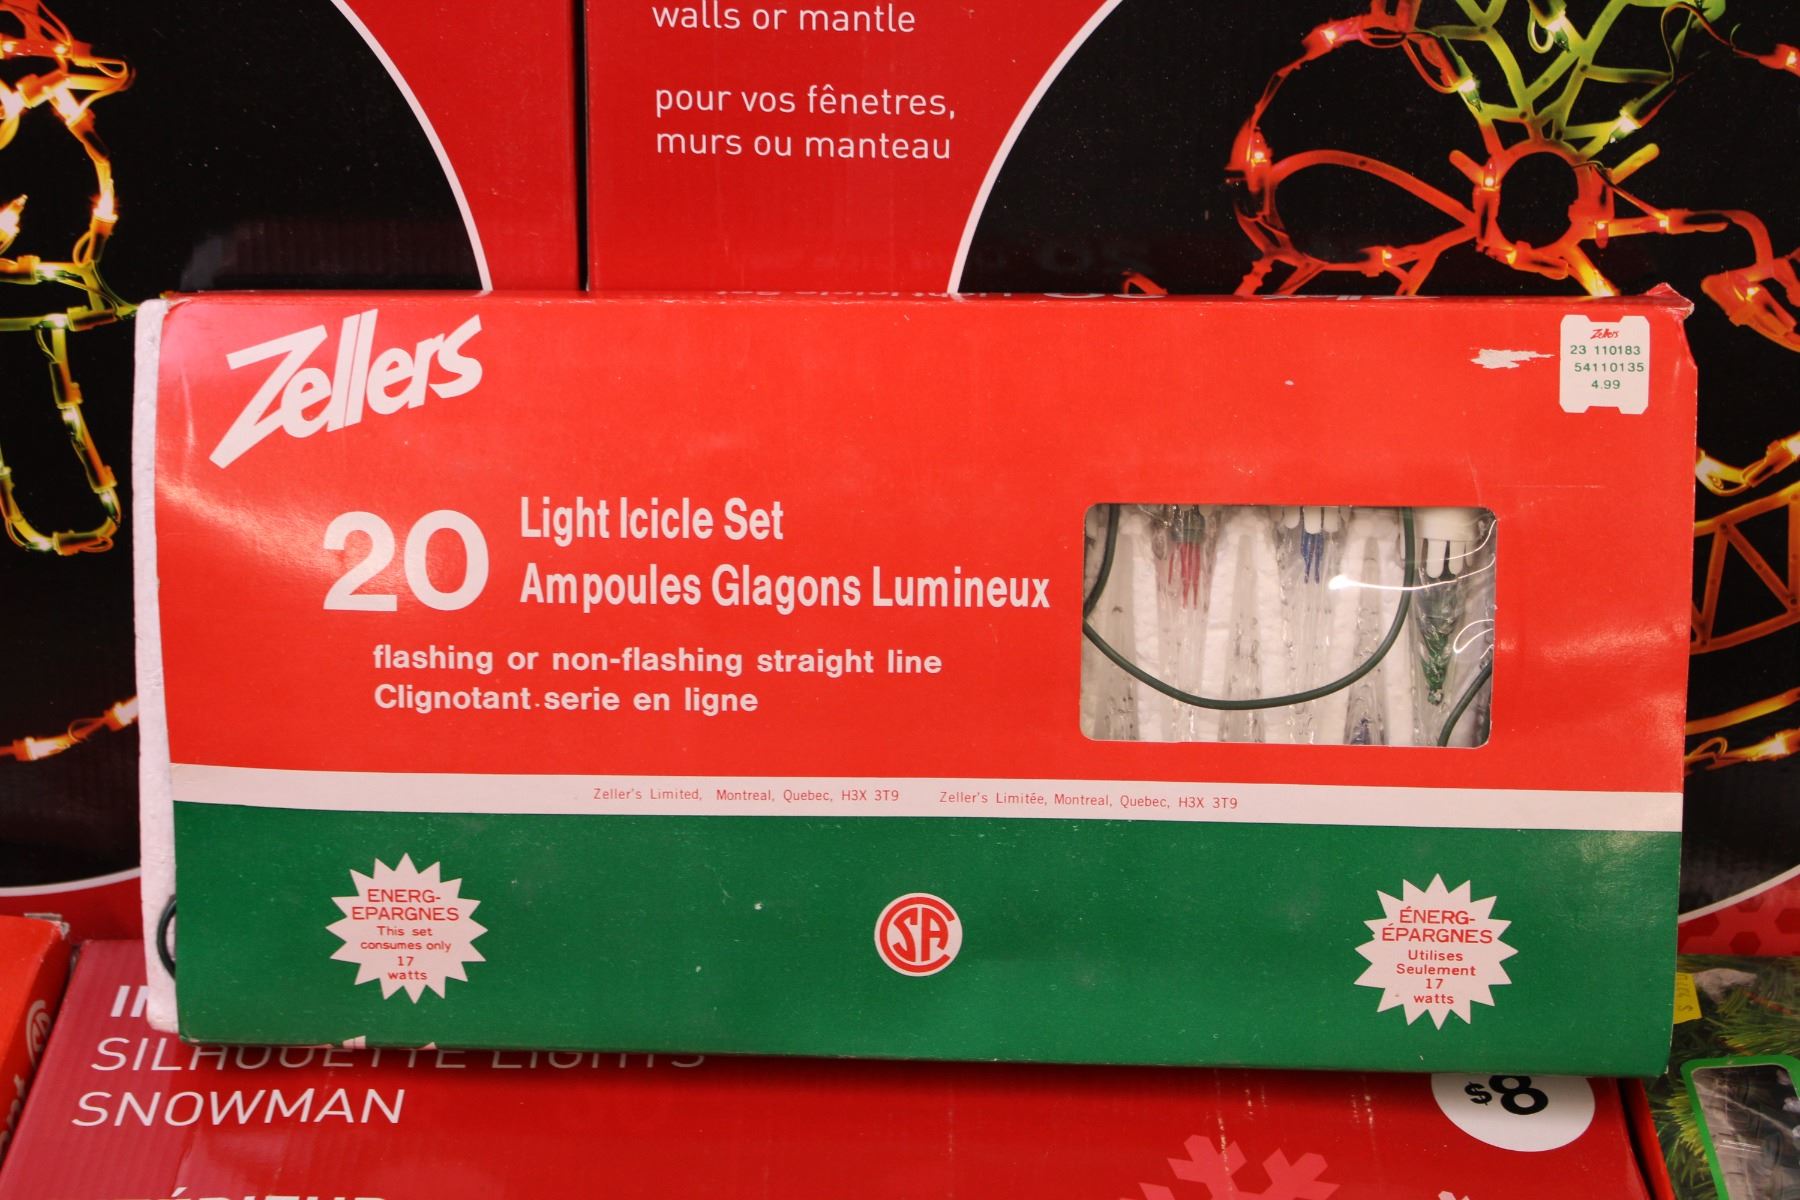 walls or mantle
pour vos fênetres,
murs ou manteau
Zellers
Zellers
23 110183
54110135
4.99
20
Light Icicle Set
Ampoules Glagons Lumineux
flashing or non-flashing straight line
Clignotant.serie en ligne
Zeller's Limited, Montreal, Quebec, H3X 3T9 Zeller's Limitée, Montreal, Quebec, H3X 3T9
ENERG-
EPARGNES
This set
consumes only
17
watts
CSA
ÉNERG-
ÉPARGNES
Utilises
Seulement
17
watts
SILHOUETTE LIGHTS
SNOWMAN
$8